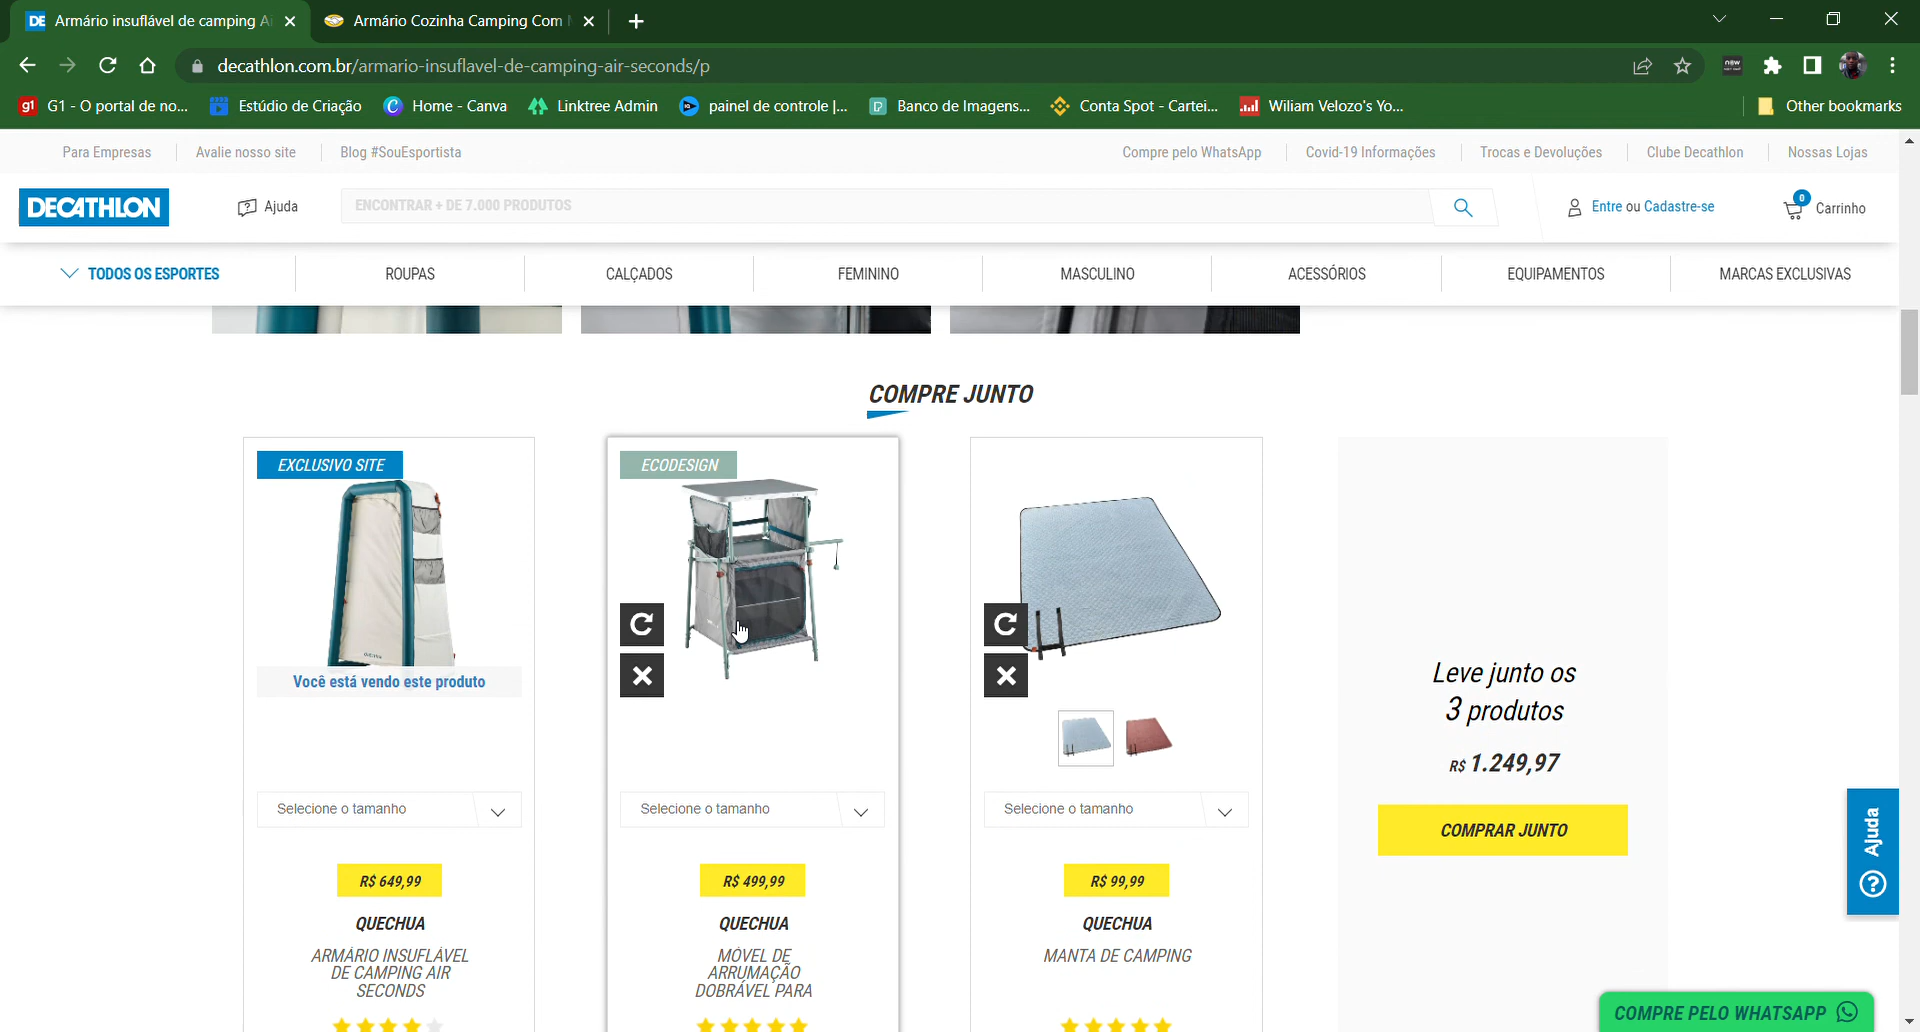 DE Armário insuflável de camping Ai
Armário Cozinha Camping Com
decathlon.com.br/armario-insuflavel-de-camping-air-seconds/p
G1 - O portal de no...
Estúdio de Criação
Home - Canva
Linktree Admin
painel de controle |...
Banco de Imagens...
Conta Spot - Cartei...
Wiliam Velozo's Yo...
Other bookmarks
Para Empresas
Avalie nosso site
Blog #SouEsportista
Compre pelo WhatsApp
Covid-19 Informações
Trocas e Devoluções
Clube Decathlon
Nossas Lojas
DECATHLON
Ajuda
ENCONTRAR + DE 7.000 PRODUTOS
Entre ou Cadastre-se
0
Carrinho
TODOS OS ESPORTES
ROUPAS
CALÇADOS
FEMININO
MASCULINO
ACESSÓRIOS
EQUIPAMENTOS
MARCAS EXCLUSIVAS
COMPRE JUNTO
EXCLUSIVO SITE
Você está vendo este produto
Selecione o tamanho
R$ 649,99
QUECHUA
ARMÁRIO INSUFLÁVEL
DE CAMPING AIR
SECONDS
ECODESIGN
Selecione o tamanho
R$ 499,99
QUECHUA
MÓVEL DE
ARRUMAÇÃO
DOBRÁVEL PARA
Selecione o tamanho
R$ 99,99
QUECHUA
MANTA DE CAMPING
Leve junto os
3 produtos
R$ 1.249,97
COMPRAR JUNTO
Ajuda
COMPRE PELO WHATSAPP